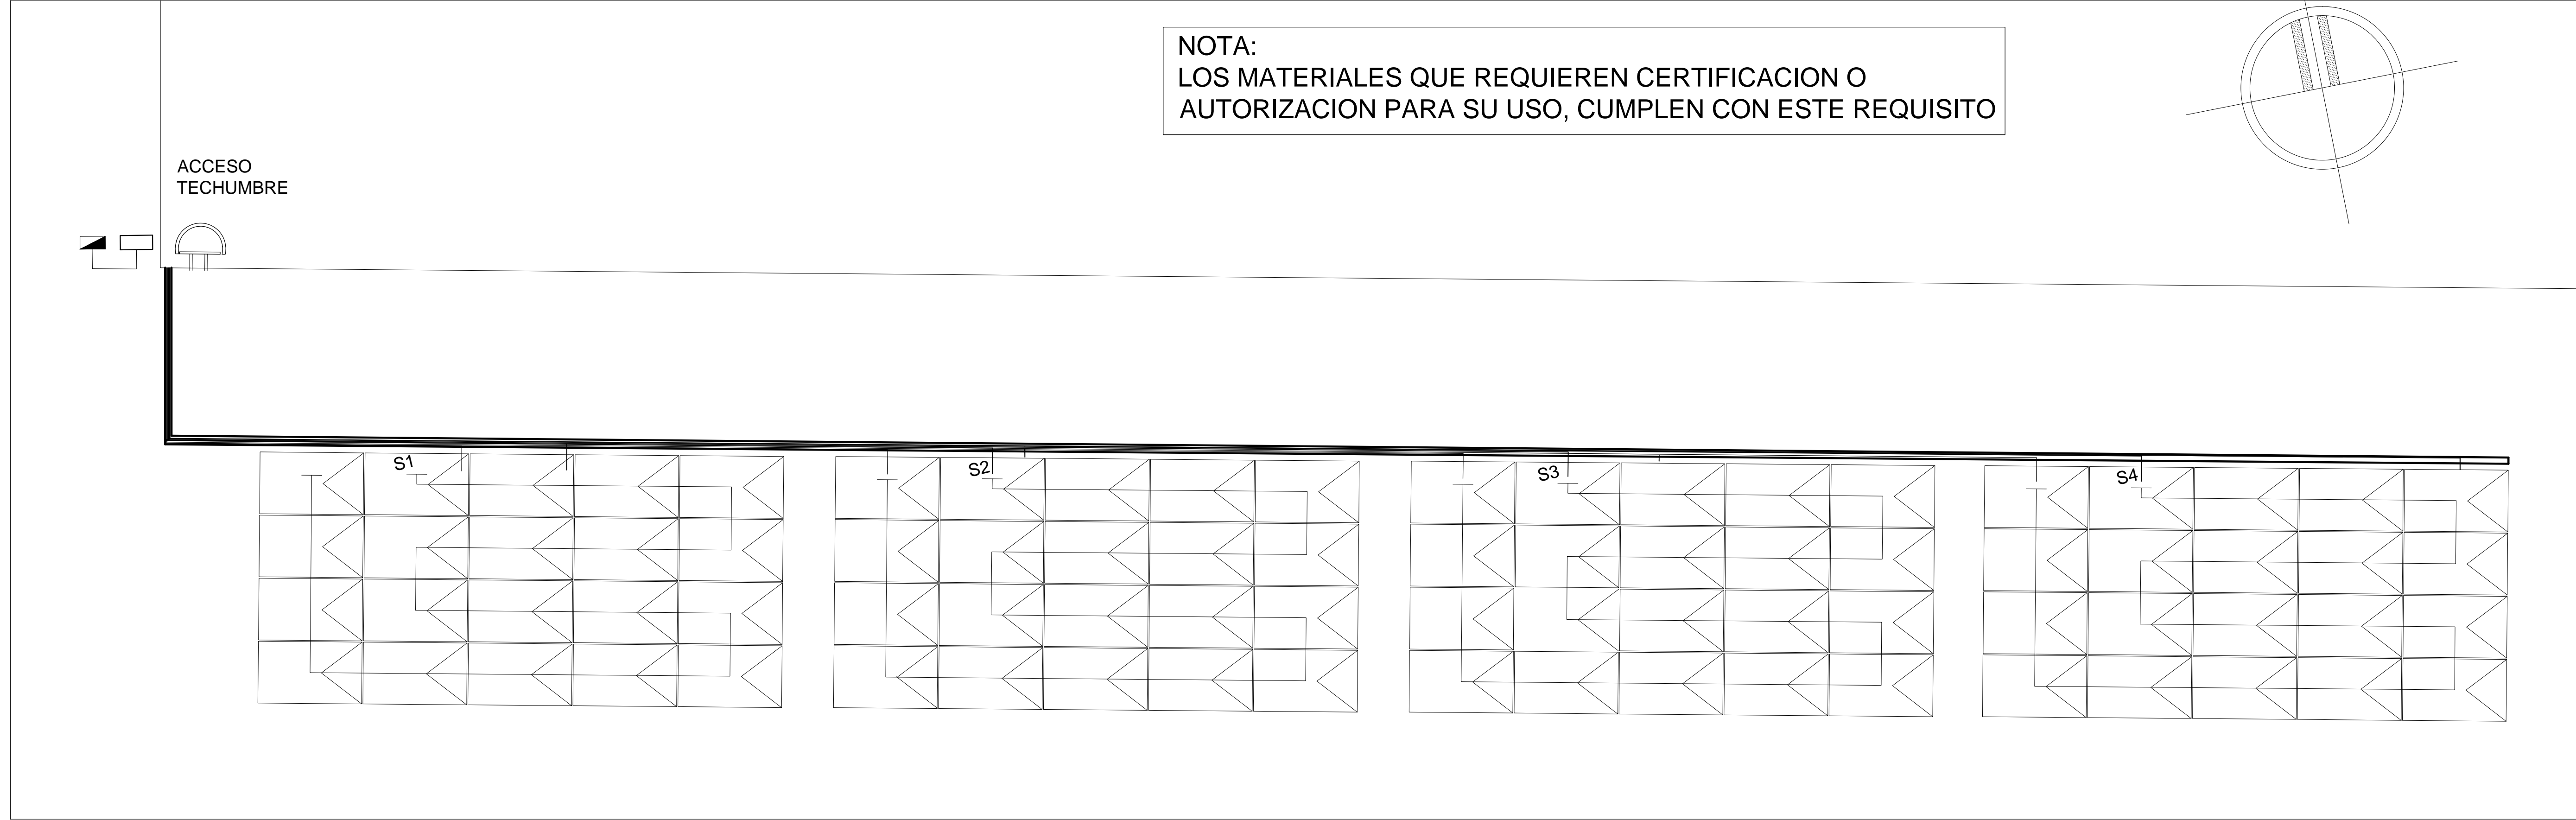 NOTA:
LOS MATERIALES QUE REQUIEREN CERTIFICACION O
AUTORIZACION PARA SU USO, CUMPLEN CON ESTE REQUISITO
ACCESO
TECHUMBRE
S1
S2
S3
S4